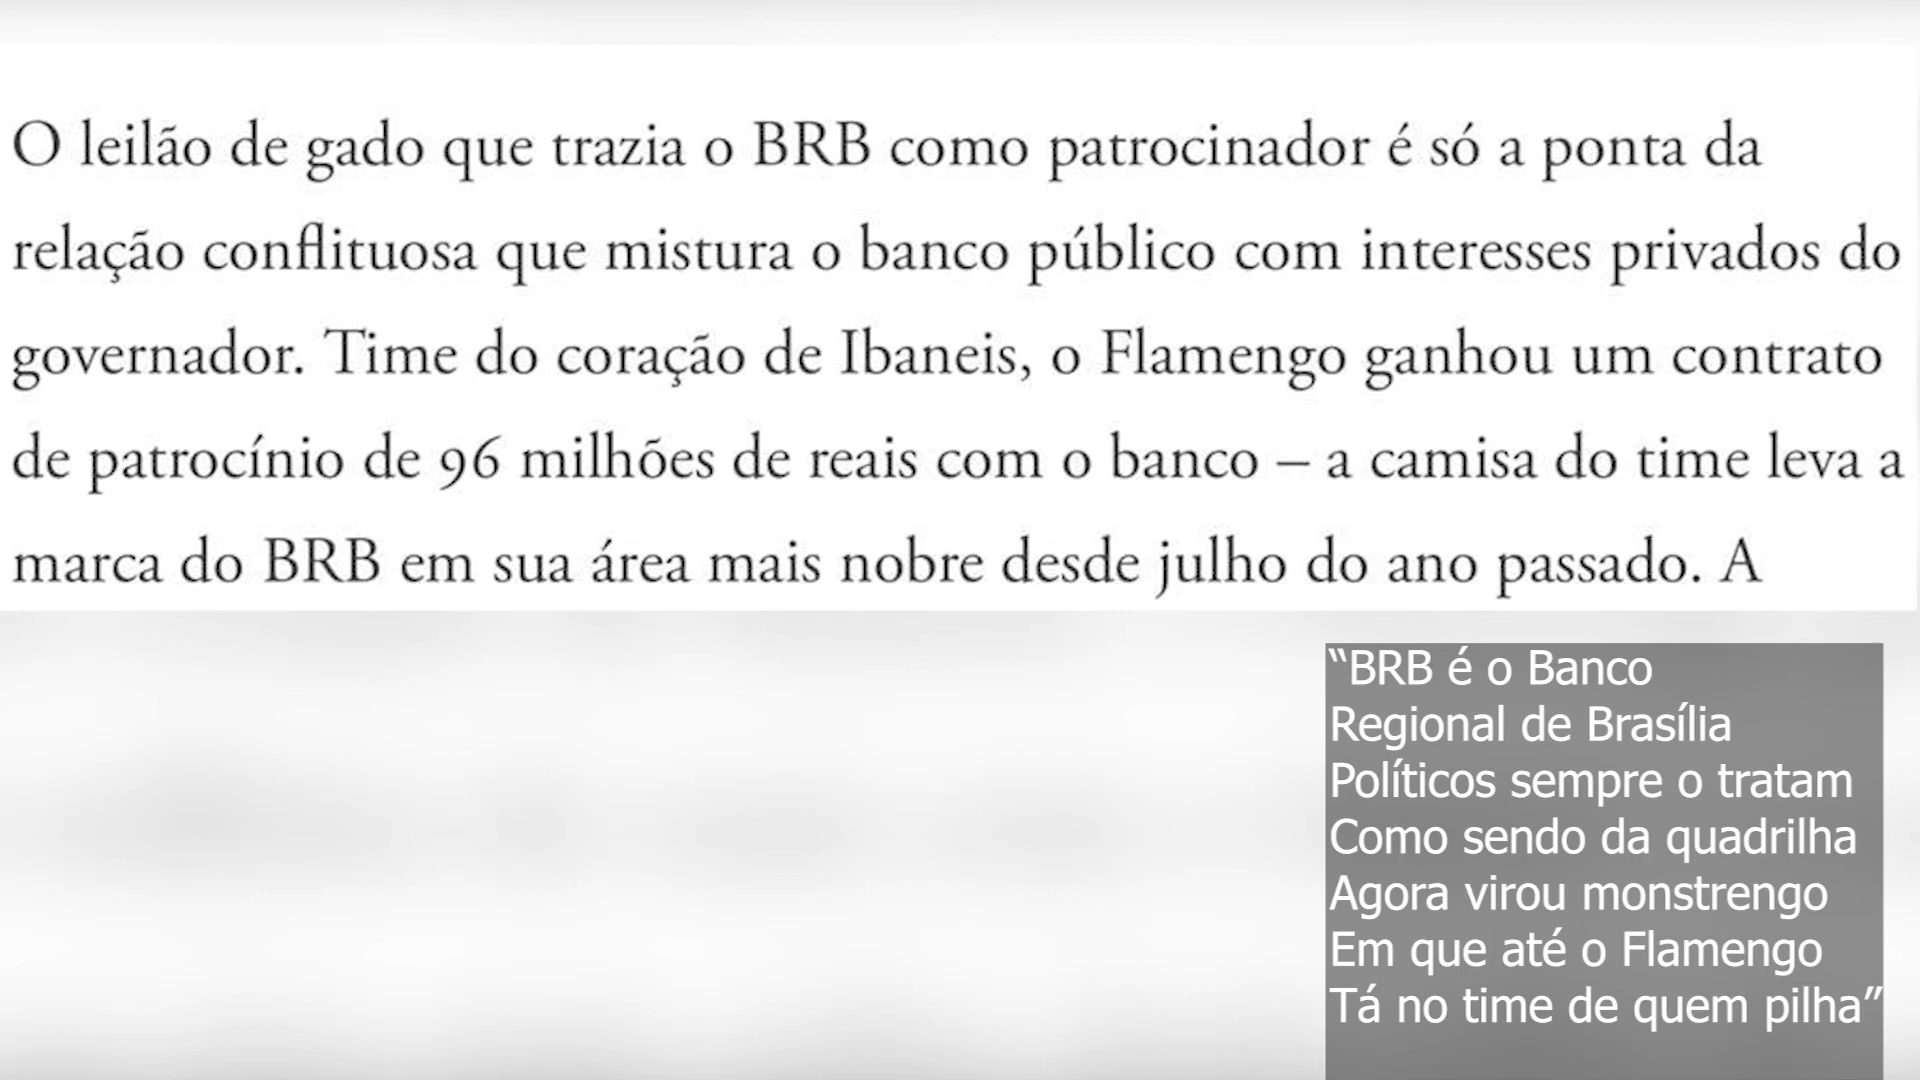 O leilão de gado que trazia o BRB como patrocinador é só a ponta da
relação conflituosa que mistura o banco público com interesses privados do
governador. Time do coração de Ibaneis, o Flamengo ganhou um contrato
de patrocínio de 96 milhões de reais com o banco – a camisa do time leva a
marca do BRB em sua área mais nobre desde julho do ano passado. A
“BRB é o Banco
Regional de Brasília
Políticos sempre o tratam
Como sendo da quadrilha
Agora virou monstrengo
Em que até o Flamengo
Tá no time de quem pilha”